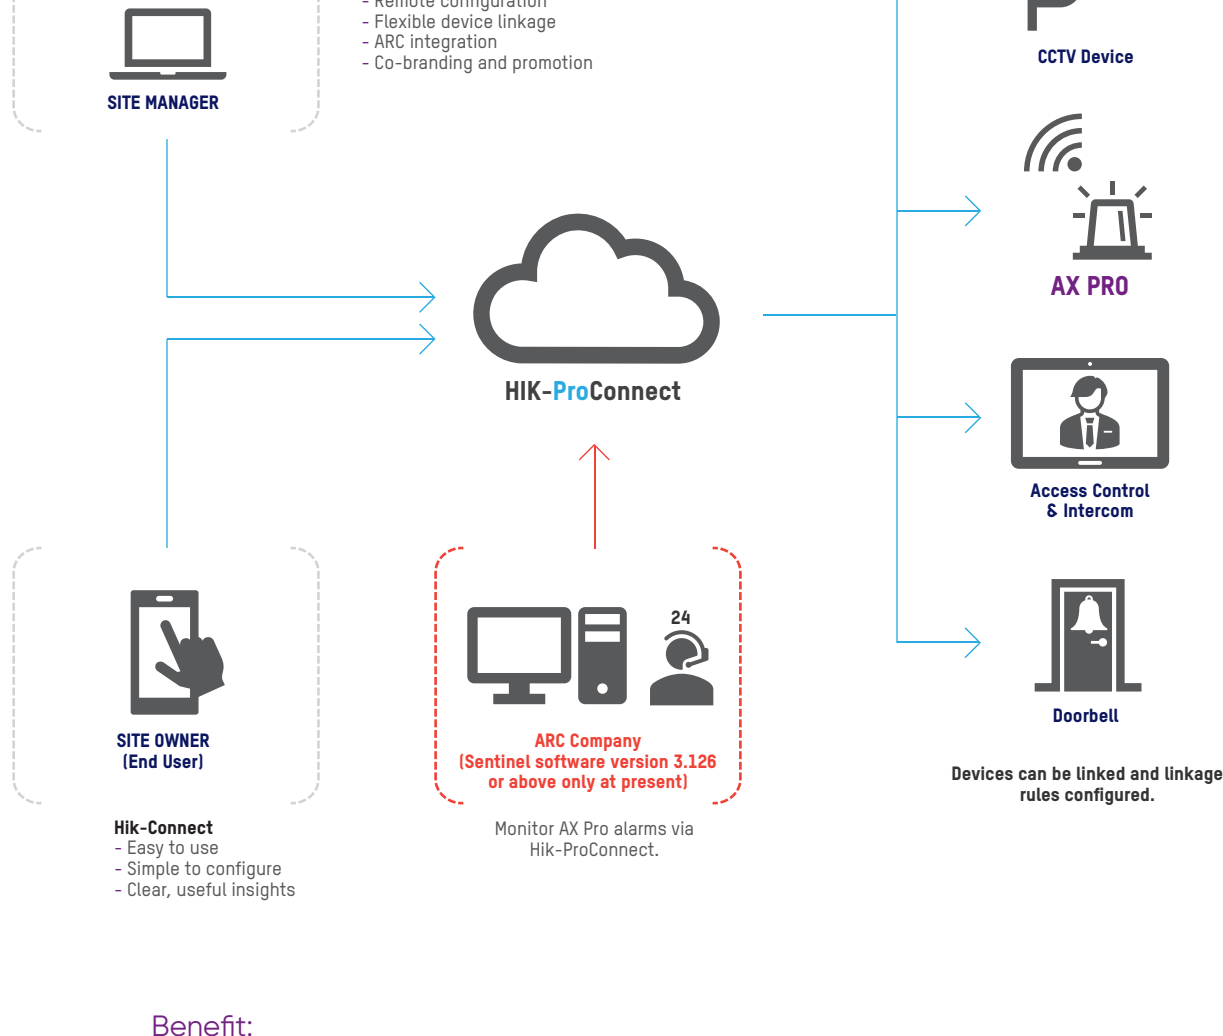 - Remote configuration
- Flexible device linkage
- ARC integration
- Co-branding and promotion
SITE MANAGER
CCTV Device
AX PRO
HIK-ProConnect
Access Control
& Intercom
24
SITE OWNER
(End User)
ARC Company
(Sentinel software version 3.126
or above only at present)
Doorbell
Devices can be linked and linkage
rules configured.
Hik-Connect
- Easy to use
- Simple to configure
- Clear, useful insights
Monitor AX Pro alarms via
Hik-ProConnect.
Benefit: